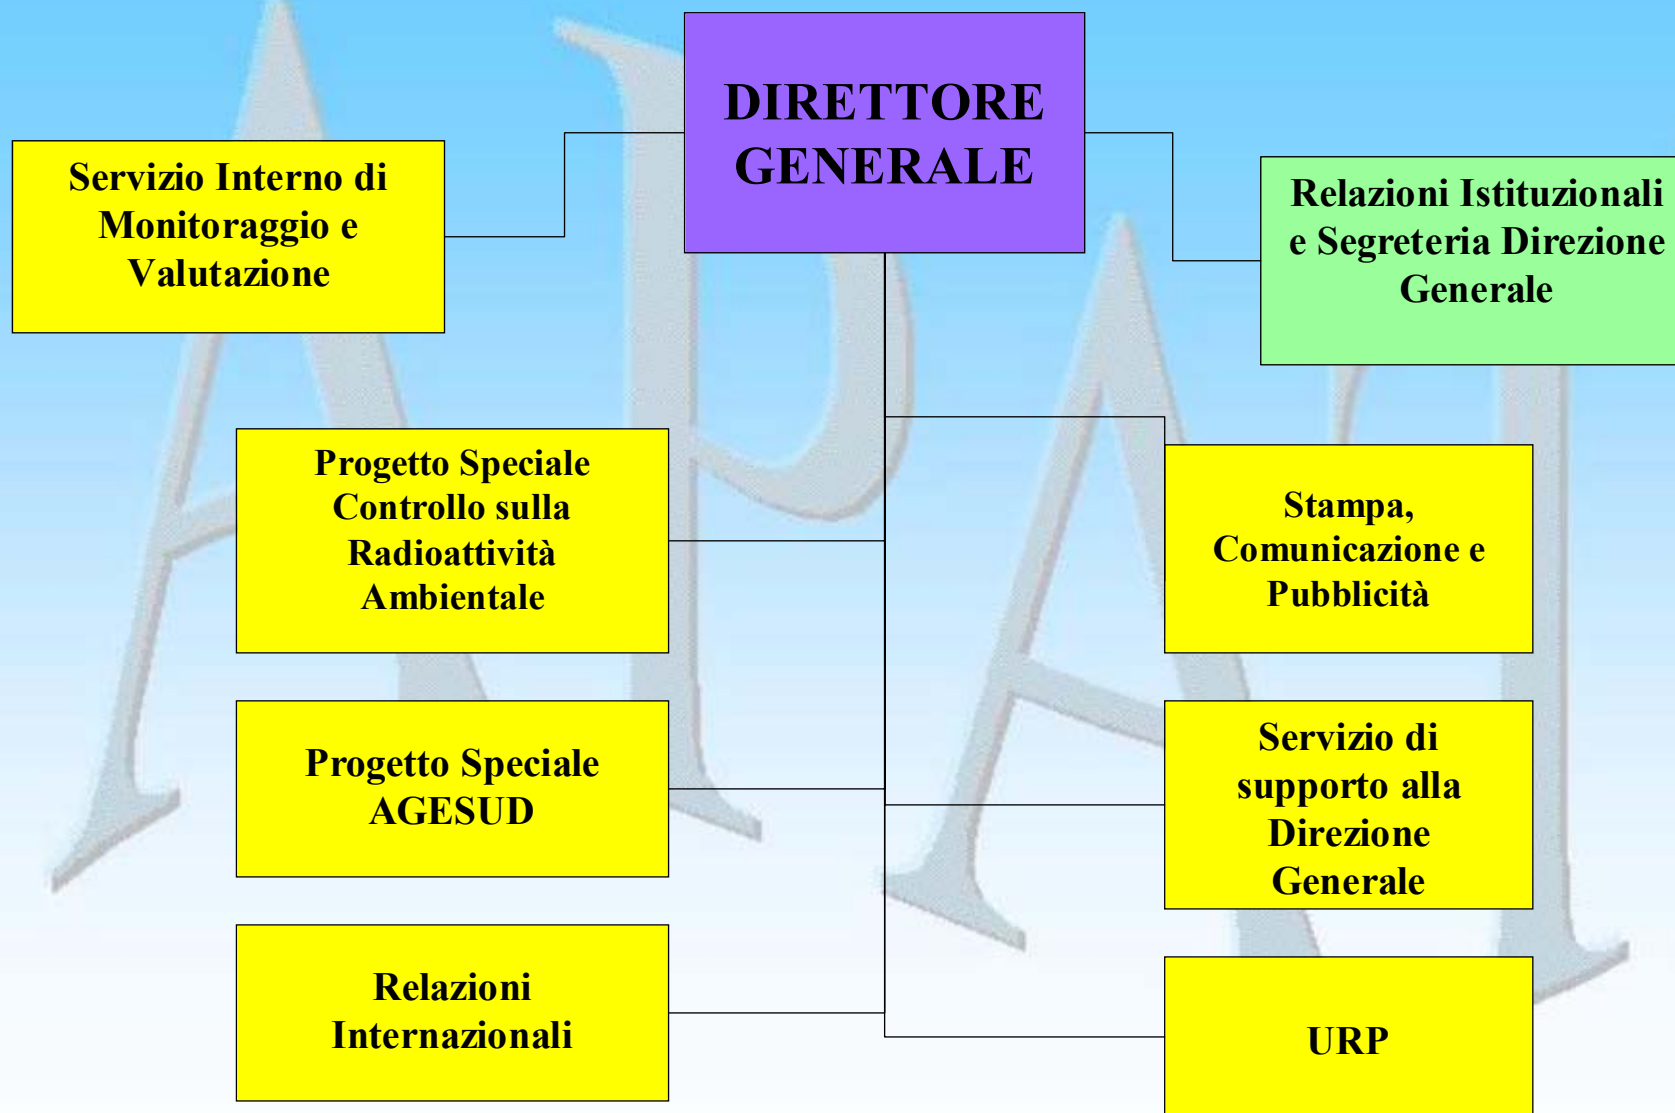 DIRETTORE
GENERALE
Servizio Interno di
Monitoraggio e
Valutazione
Relazioni Istituzionali
e Segreteria Direzione
Generale
Progetto Speciale
Controllo sulla
Radioattività
Ambientale
Stampa,
Comunicazione e
Pubblicità
Progetto Speciale
AGESUD
Servizio di
supporto alla
Direzione
Generale
Relazioni
Internazionali
URP
APAT